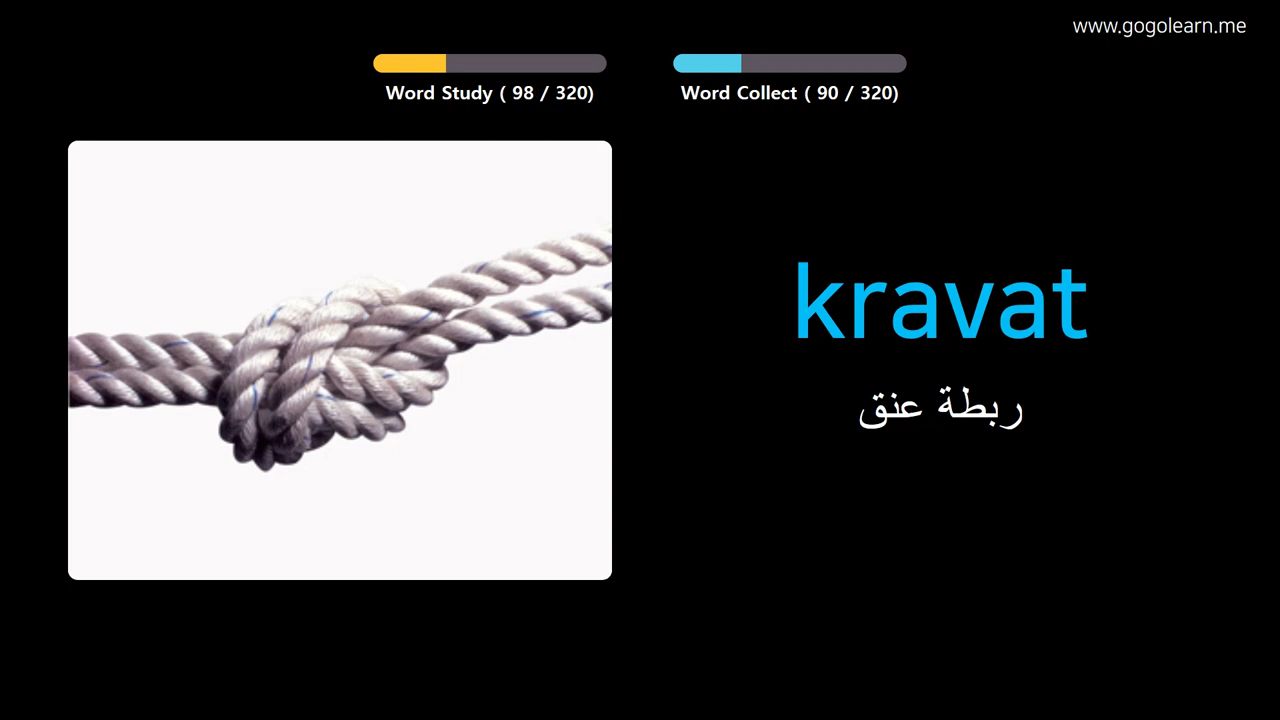 www.gogolearn.me
Word Study ( 98 / 320)
Word Collect ( 90 / 320)
kravat
ربطة عنق